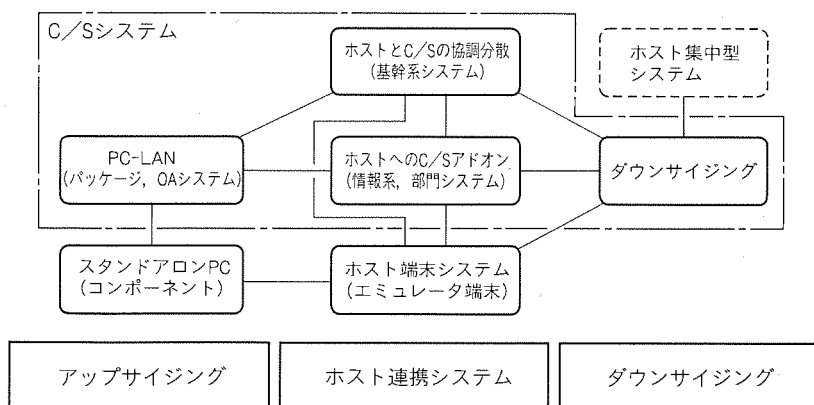 C／Sシステム
ホストとC／Sの協調分散
(基幹系システム)
ホスト集中型
システム
PC-LAN
(パッケージ，OAシステム)
ホストへのC／Sアドオン
(情報系，部門システム)
ダウンサイジング
スタンドアロンPC
(コンポーネント)
ホスト端末システム
(エミュレータ端末)
アップサイジング
ホスト連携システム
ダウンサイジング